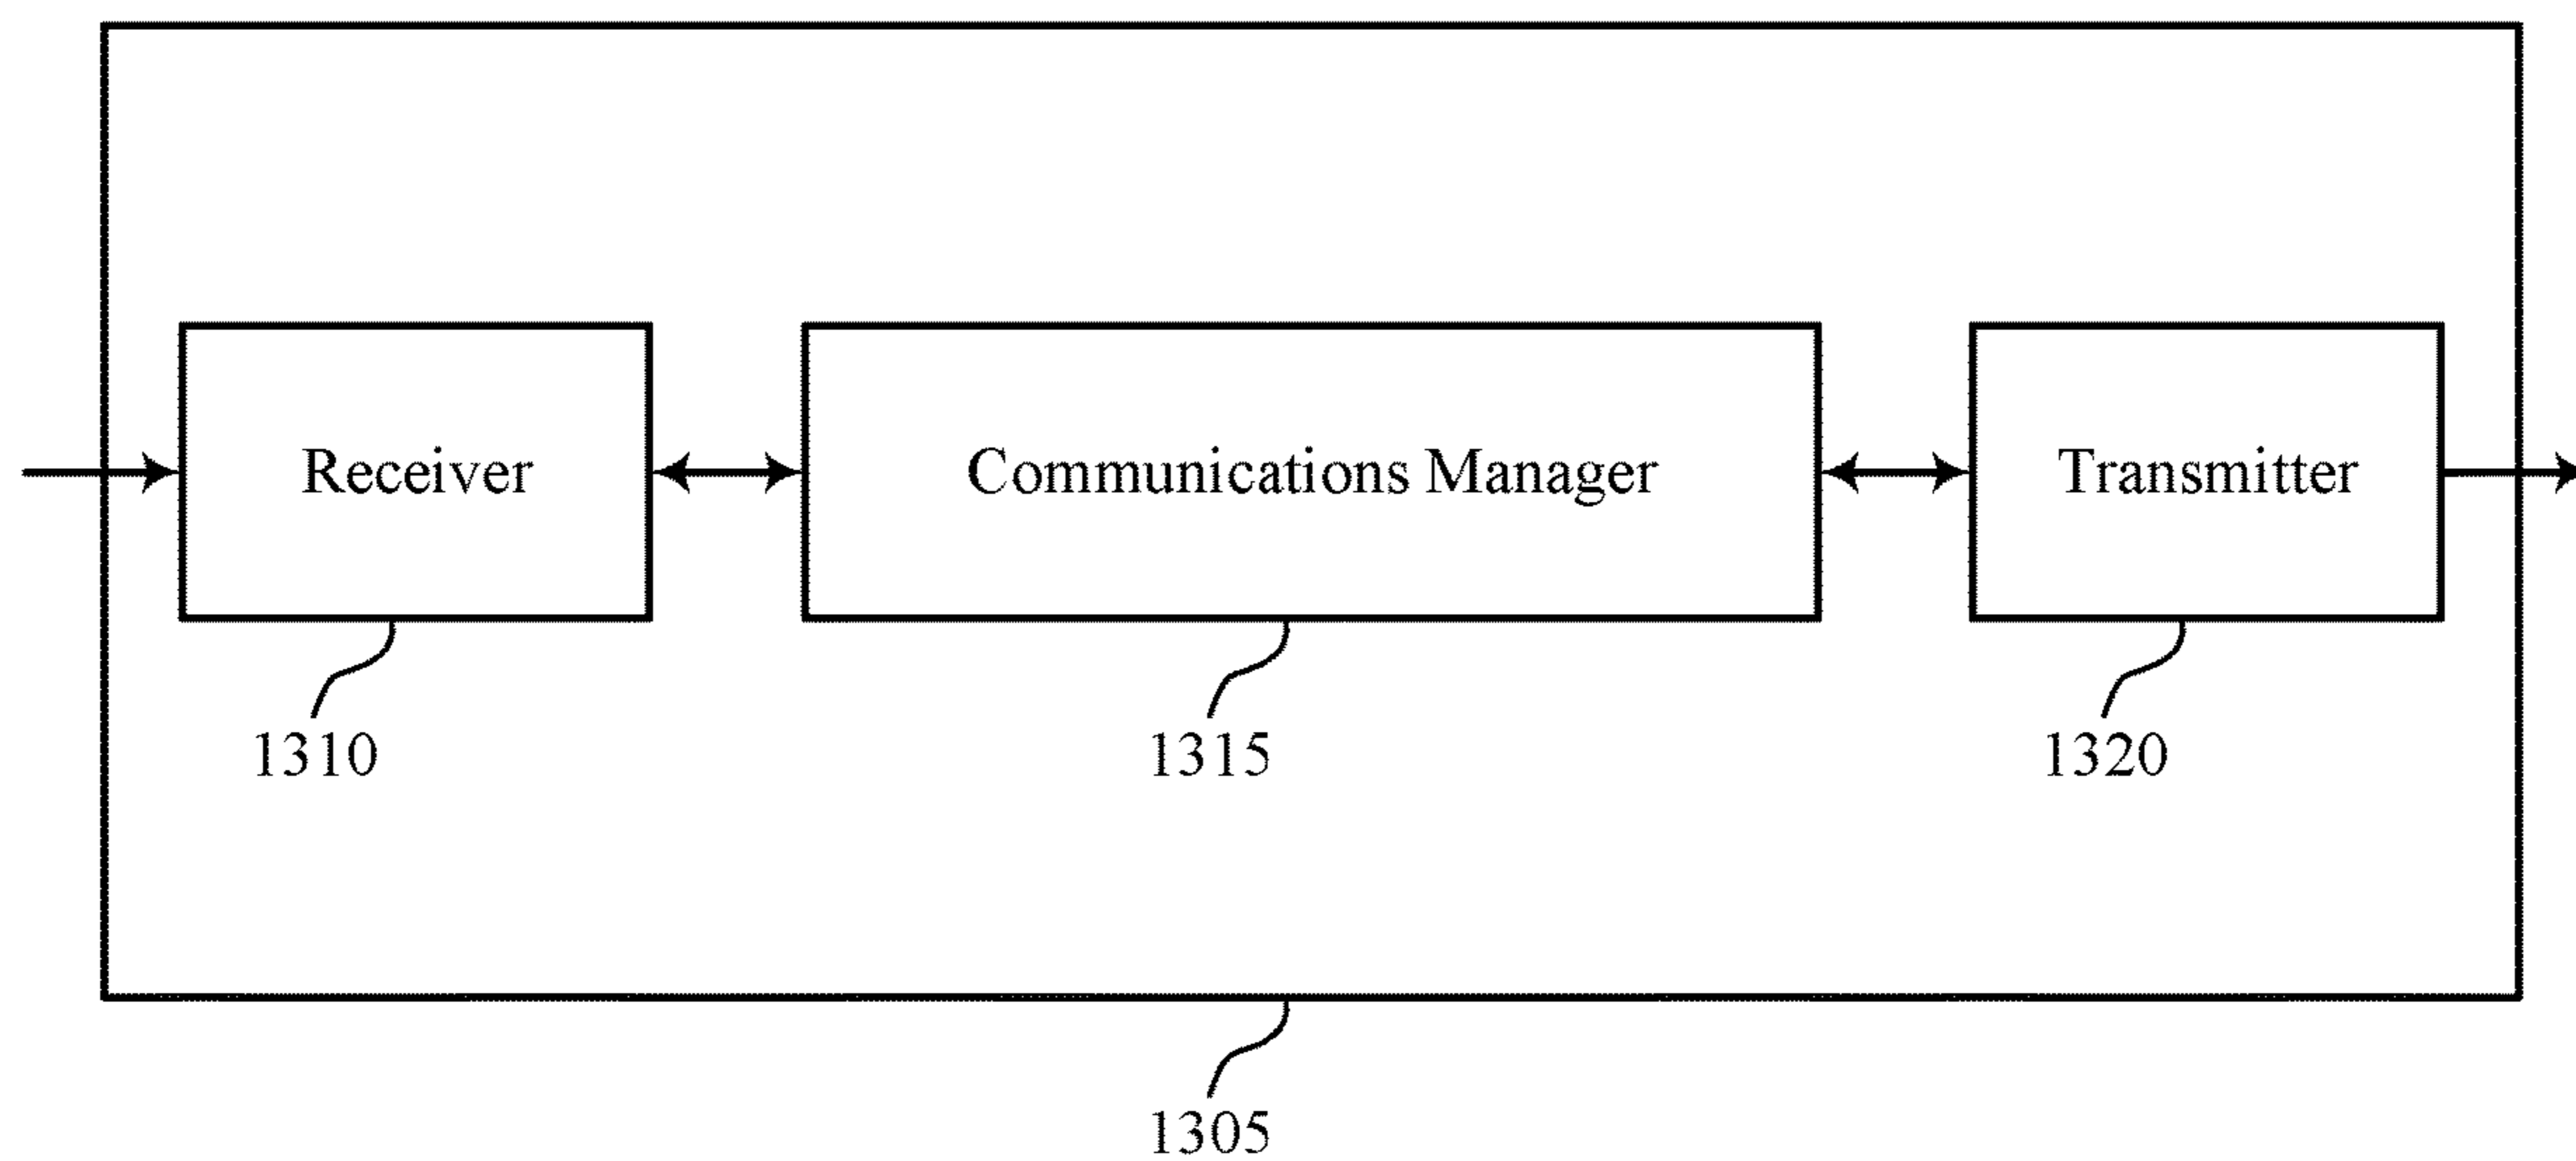 Receiver
Communications Manager
Transmitter
1310
1315
1320
1305